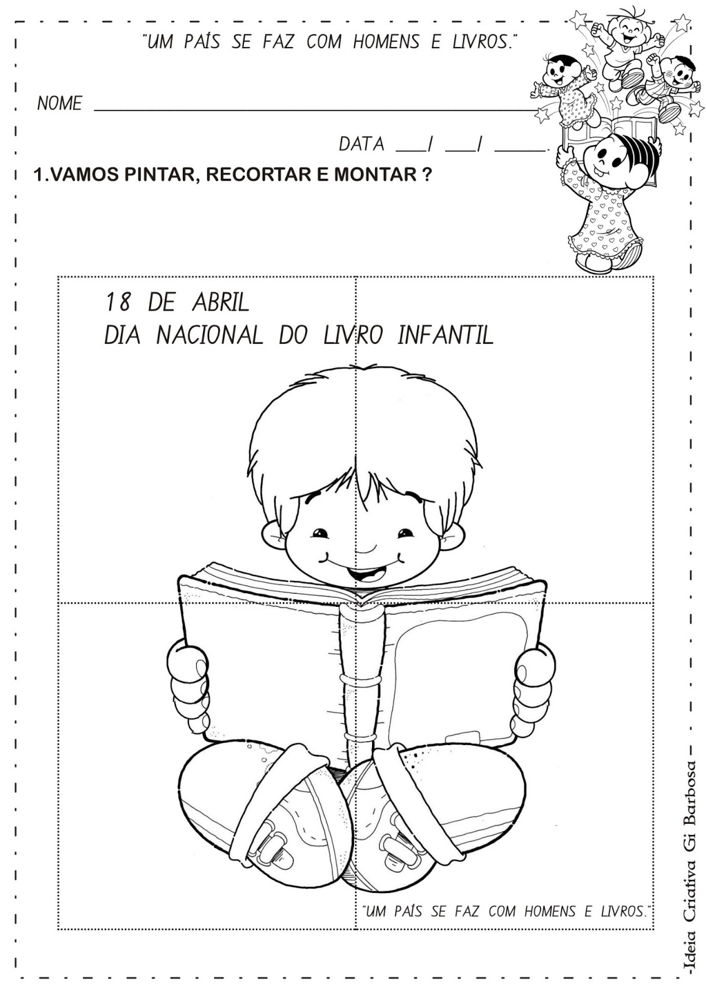 "UM PAÍS SE FAZ COM HOMENS E LIVROS."
NOME
DATA ___/ ___/ _____.
1.VAMOS PINTAR, RECORTAR E MONTAR ?
18 DE ABRIL
DIA NACIONAL DO LIVRO INFANTIL
"UM PAÍS SE FAZ COM HOMENS E LIVROS."
-Ideia Criativa Gi Barbosa